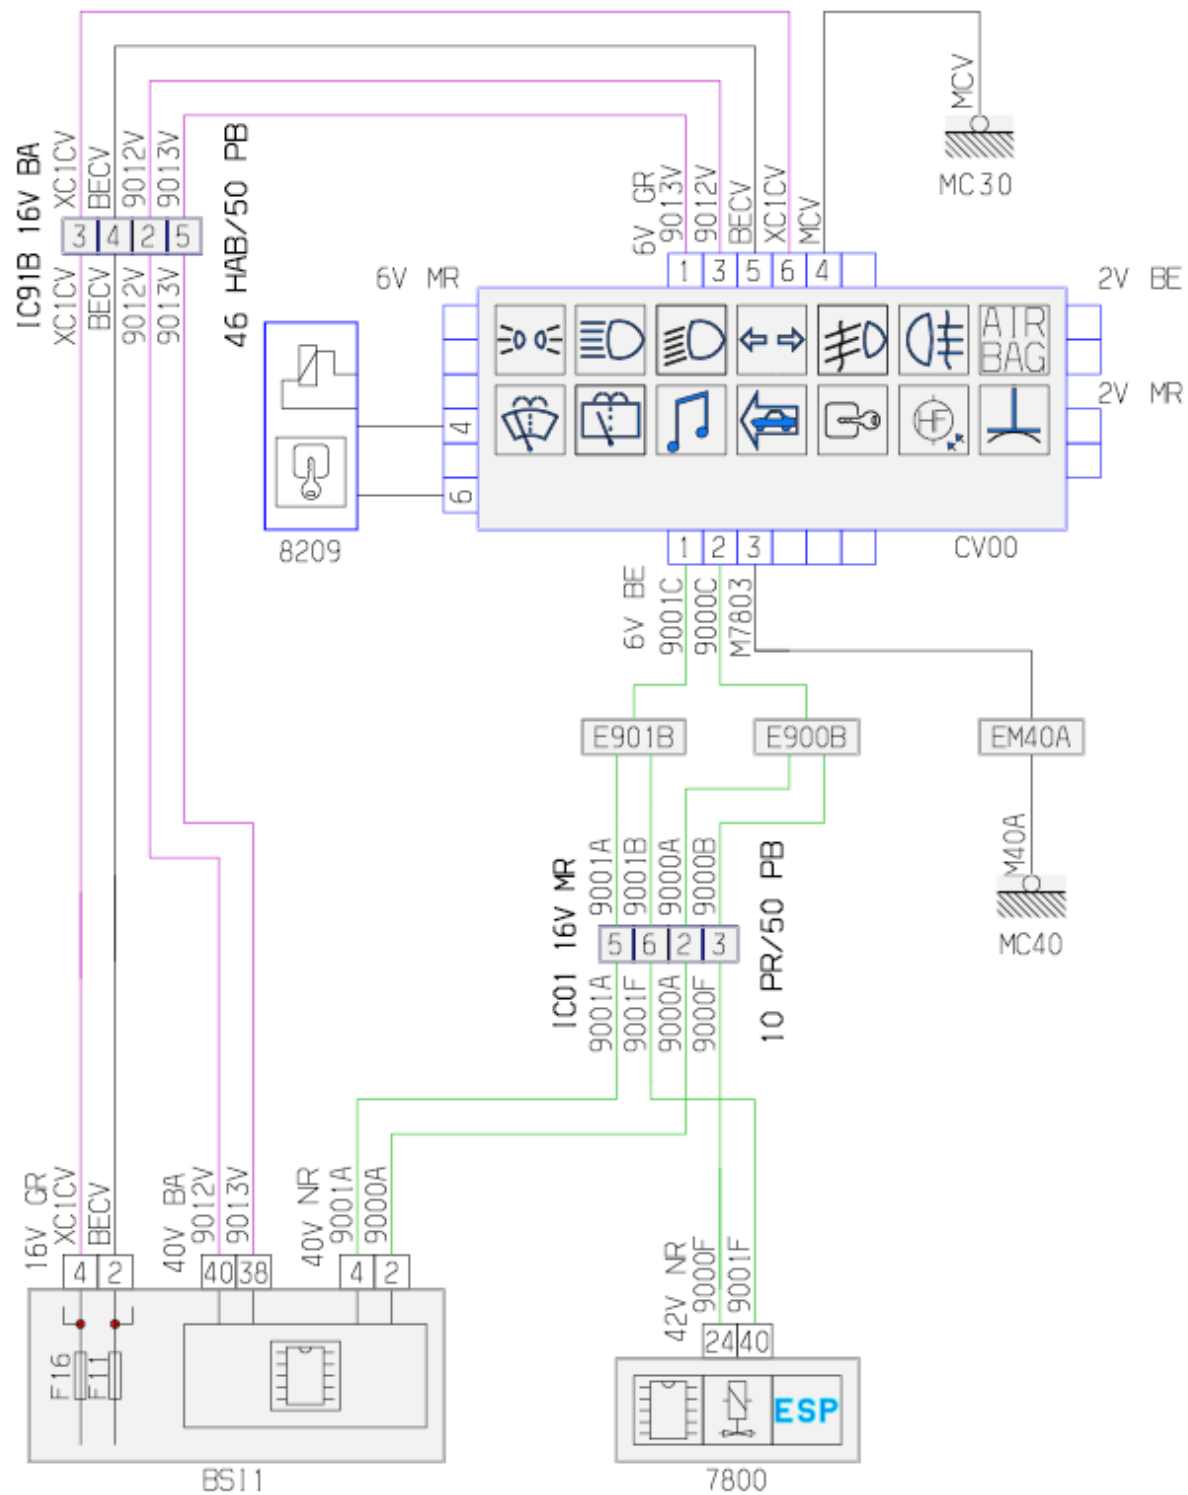 MCV
MC30
IC91B 16V BA
XC1CV
BECV
9012V
9013V
46 HAB/50 PB
3 4 2 5
XC1CV
BECV
9012V
9013V
6V GR
9013V
9012V
BECV
XC1CV
MCV
1 3 5 6 4
6V MR
2V BE
AIR
BAG
2V MR
HF
4
6
8209
CV00
1 2 3
6V BE
9001C
9000C
M7803
E901B
E900B
EM40A
M40A
MC40
IC01 16V MR
9001A
9001B
9000A
9000B
10 PR/50 PB
5 6 2 3
9001A
9001F
9000A
9000F
16V GR
XC1CV
BECV
40V BA
9012V
9013V
40V NR
9001A
9000A
4 2
40 38
4 2
F16
F11
BSI1
42V NR
9000F
9001F
24 40
ESP
7800